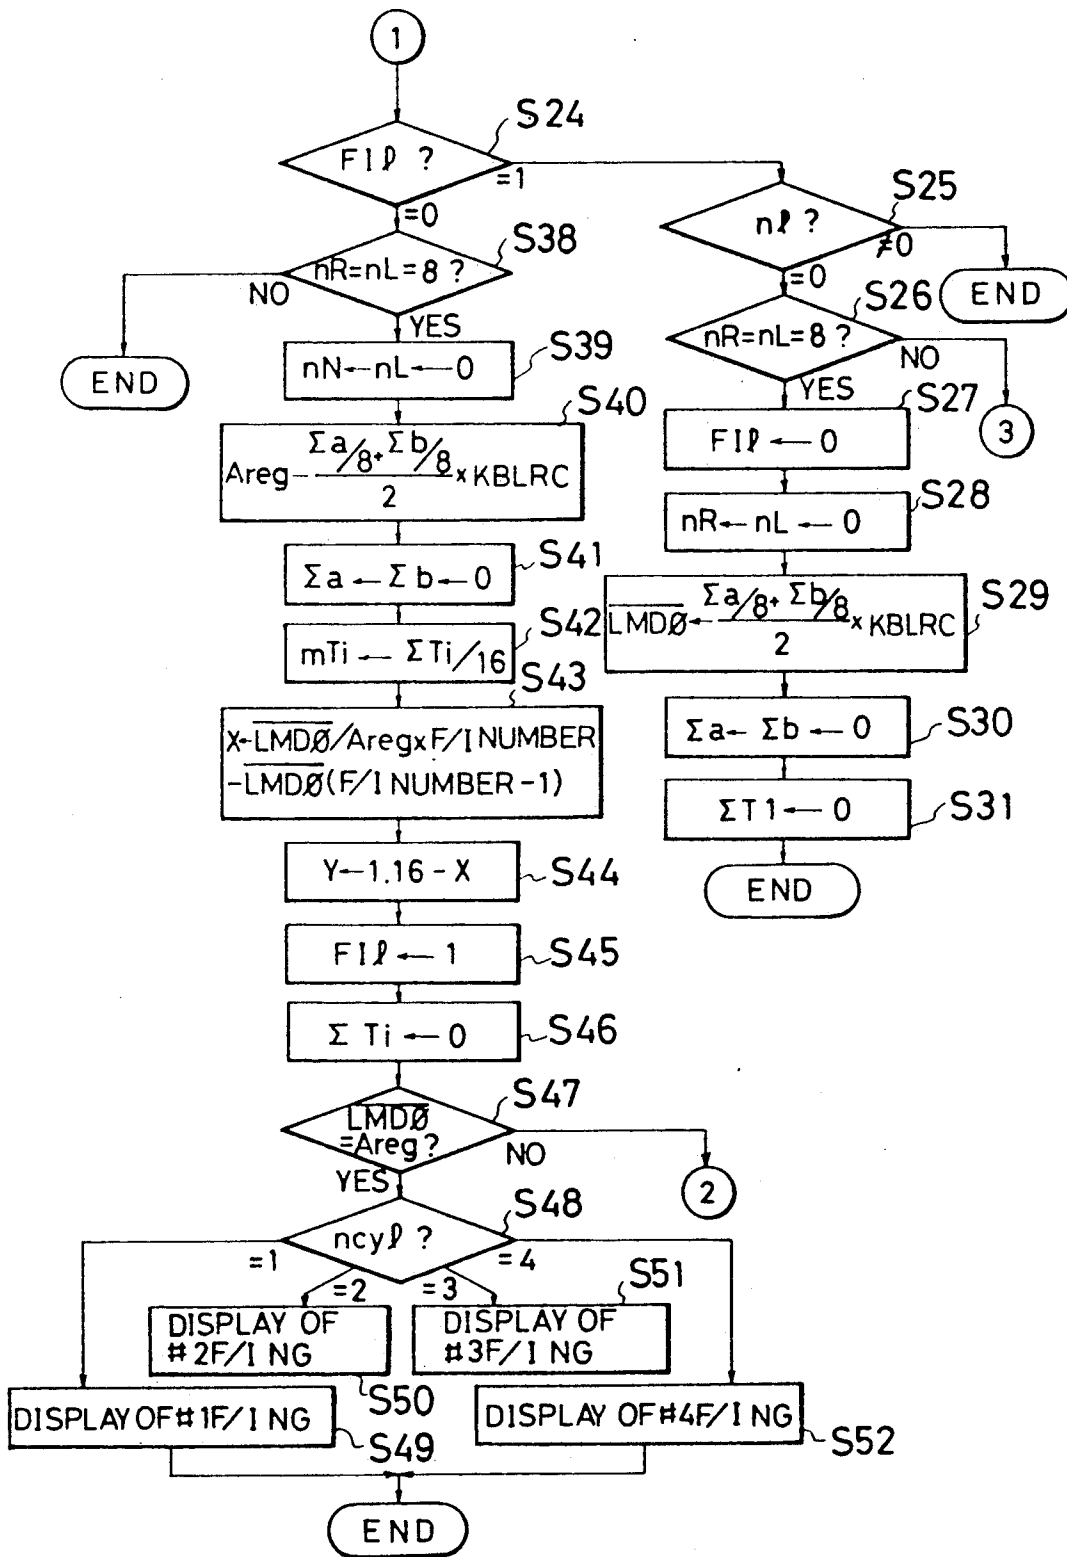 1
S24
FIℓ ?
=1
=0
S25
nℓ ?
≠0
=0
END
S38
nR=nL=8 ?
NO
YES
END
S26
nR=nL=8 ?
NO
YES
3
S39
nN←nL←0
S27
FIℓ ← 0
S40
Areg-(Σa/8+Σb/8)/2×KBLRC
S28
nR←nL←0
S41
Σa←Σb←0
S29
L̅M̅D̅Ø̅←(Σa/8+Σb/8)/2×KBLRC
S42
mTi ← ΣTi/16
S30
Σa←Σb←0
S43
X←L̅M̅D̅Ø̅/Areg×F/I NUMBER
-L̅M̅D̅Ø̅(F/I NUMBER-1)
S31
ΣT1←0
END
S44
Y←1.16-X
S45
FIℓ←1
S46
ΣTi←0
S47
L̅M̅D̅Ø̅
=Areg?
NO
YES
2
S48
ncyℓ ?
=1
=2
=3
=4
S51
DISPLAY OF
#2F/I NG
DISPLAY OF
#3F/I NG
S50
DISPLAY OF #1F/I NG
S49
DISPLAY OF #4F/I NG
S52
END